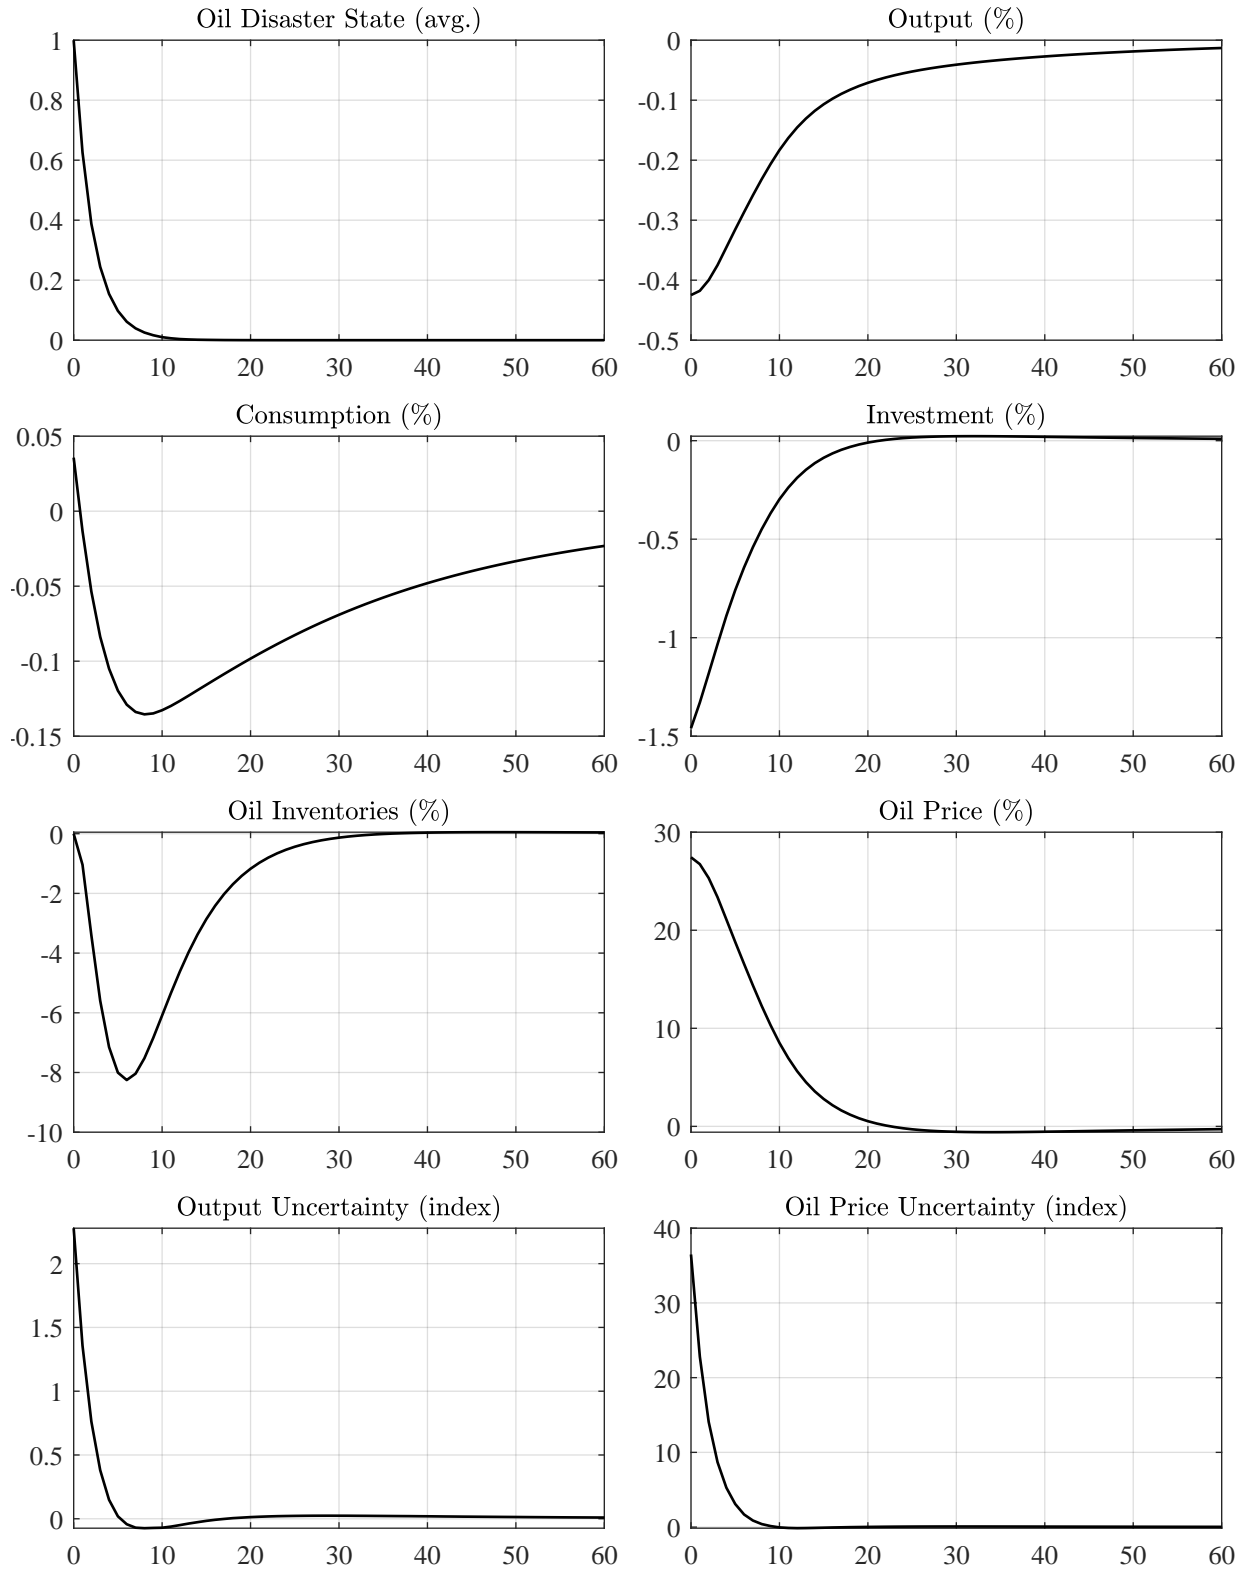 Oil Disaster State (avg.)
1
0.8
0.6
0.4
0.2
0
0 10 20 30 40 50 60
Output (%)
0
-0.1
-0.2
-0.3
-0.4
-0.5
0 10 20 30 40 50 60
Consumption (%)
0.05
0
-0.05
-0.1
-0.15
0 10 20 30 40 50 60
Investment (%)
0
-0.5
-1
-1.5
0 10 20 30 40 50 60
Oil Inventories (%)
0
-2
-4
-6
-8
-10
0 10 20 30 40 50 60
Oil Price (%)
30
20
10
0
0 10 20 30 40 50 60
Output Uncertainty (index)
2
1.5
1
0.5
0
0 10 20 30 40 50 60
Oil Price Uncertainty (index)
40
30
20
10
0
0 10 20 30 40 50 60